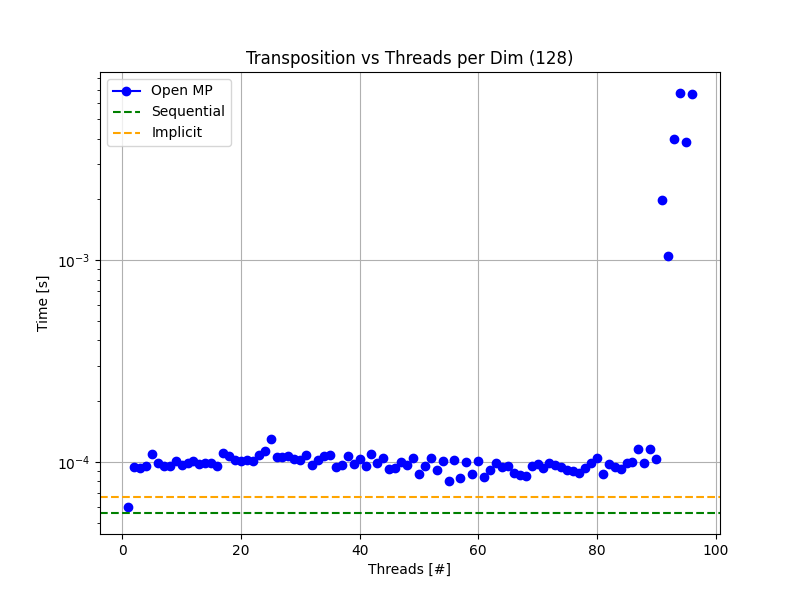 Transposition vs Threads per Dim (128)
Open MP
Sequential
Implicit
Time [s]
10⁻³
10⁻⁴
0 20 40 60 80 100
Threads [#]